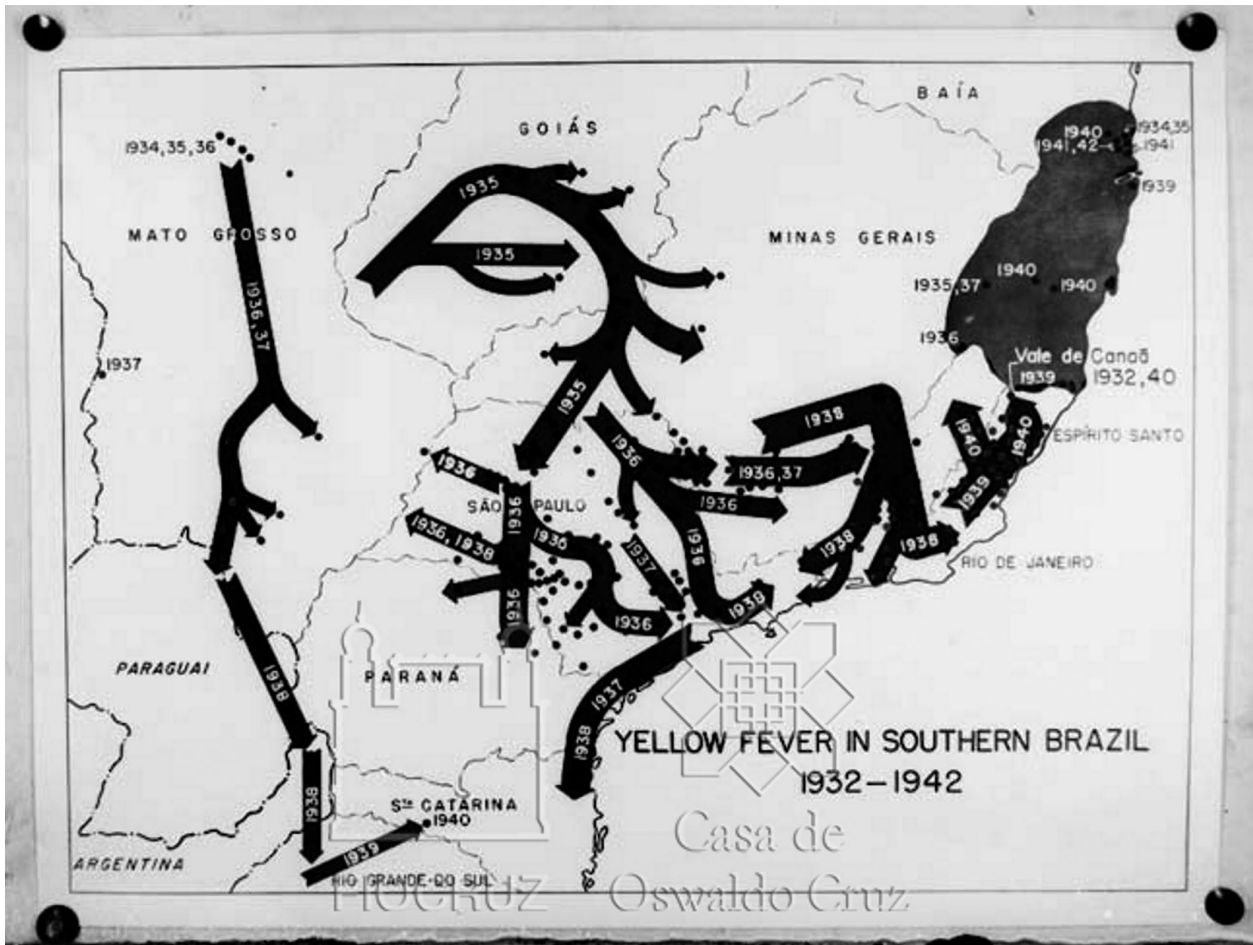 BAÍA
GOIÁS
1940
1934,35
1934,35,36
1941,42
1941
1935
1939
MATO GROSSO
MINAS GERAIS
1935
1940
1935,37
1940
1936,37
1936
Vale de Canaã
1937
1939
1932,40
1935
1938
ESPÍRITO SANTO
1940
1940
1936
1936
1936,37
1939
1936
SÃO PAULO
1936
1936, 1938
1936
1937
1936
1938
1938
RIO DE JANEIRO
1936
1936
1938
PARAGUAI
PARANÁ
1938
1937
1938
YELLOW FEVER IN SOUTHERN BRAZIL
1932-1942
1938
Sta CATARINA
1940
1939
ARGENTINA
RIO GRANDE-DO SUL
Casa de
FIOCRUZ Oswaldo Cruz